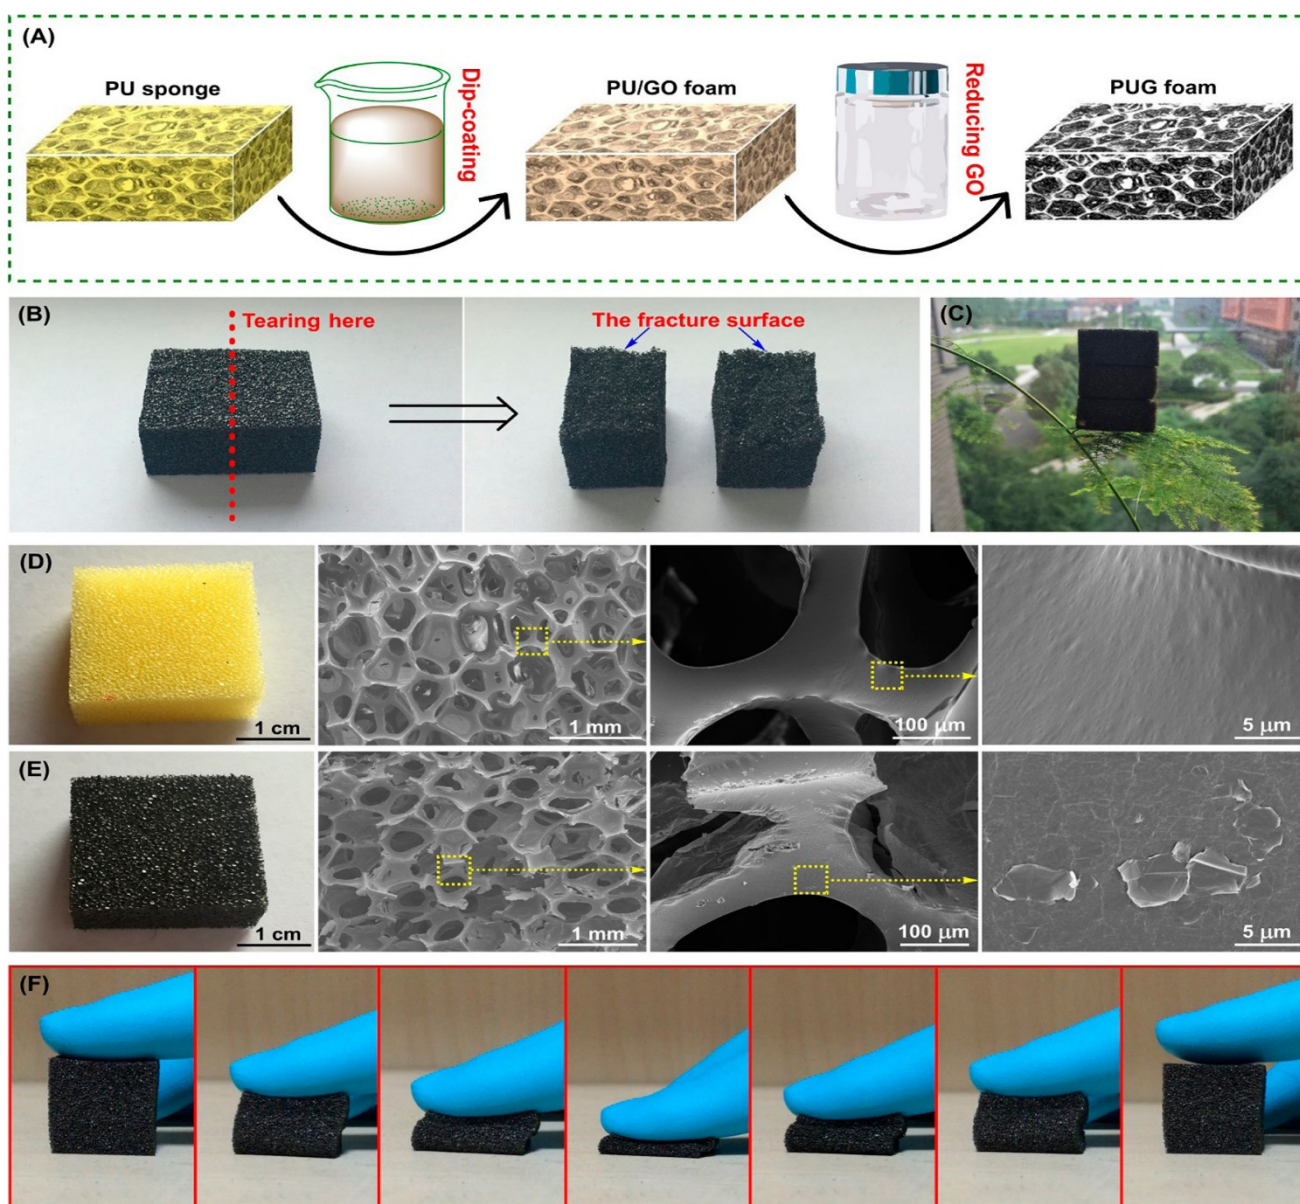 (A)
PU sponge
Dip-coating
PU/GO foam
Reducing GO
PUG foam
(B)
Tearing here
The fracture surface
(C)
(D)
1 cm
1 mm
100 μm
5 μm
(E)
1 cm
1 mm
100 μm
5 μm
(F)